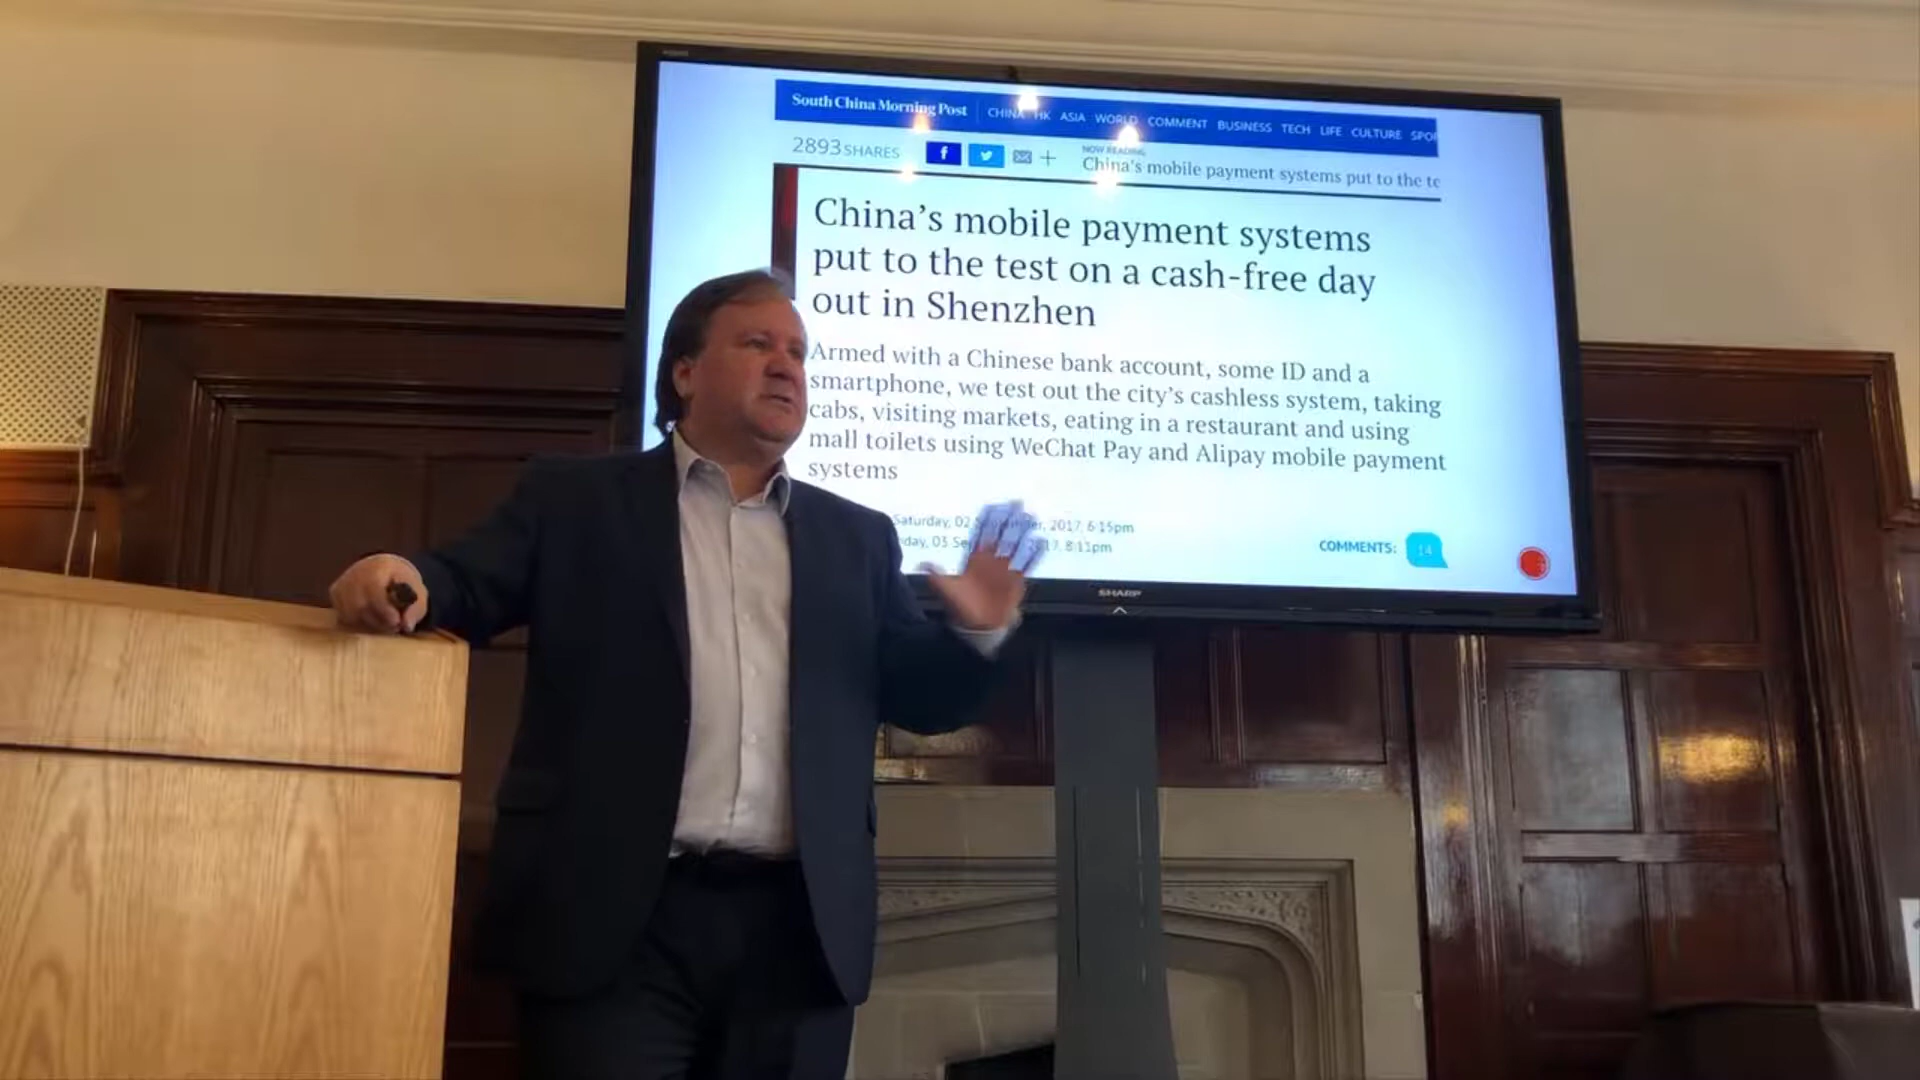 South China Morning Post CHINA HK ASIA WORLD COMMENT BUSINESS TECH LIFE CULTURE
2893 SHARES
NOW READING
China's mobile payment systems put to the
China's mobile payment systems
put to the test on a cash-free day
out in Shenzhen
Armed with a Chinese bank account, some ID and a
smartphone, we test out the city's cashless system, taking
cabs, visiting markets, eating in a restaurant and using
mall toilets using WeChat Pay and Alipay mobile payment
systems
Saturday, 02 September, 2017, 6:15pm
03 8:11pm
COMMENTS: 14
SHARP